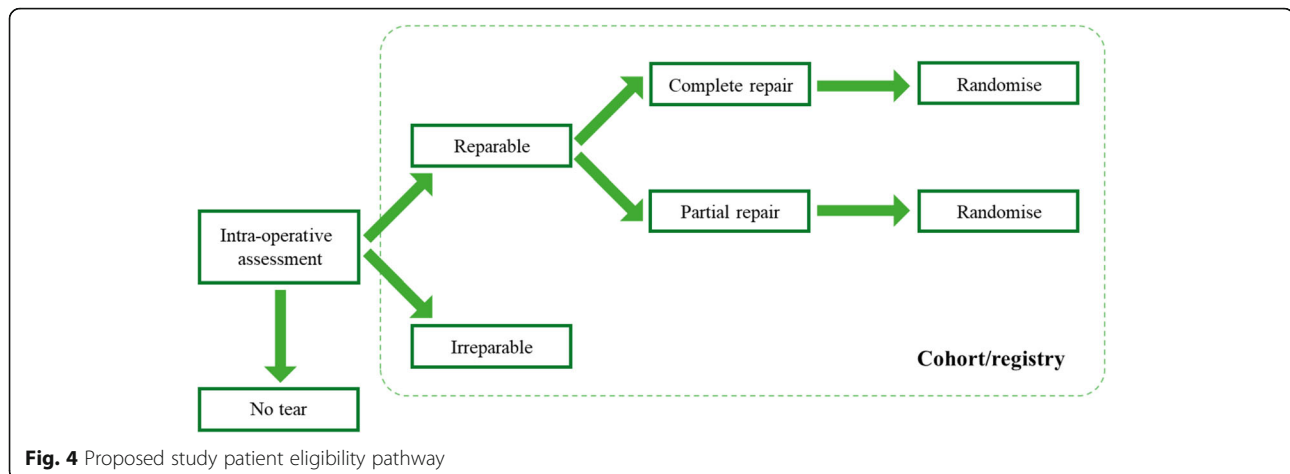 Complete repair
Randomise
Reparable
Partial repair
Randomise
Intra-operative
assessment
Irreparable
Cohort/registry
No tear
Fig. 4 Proposed study patient eligibility pathway